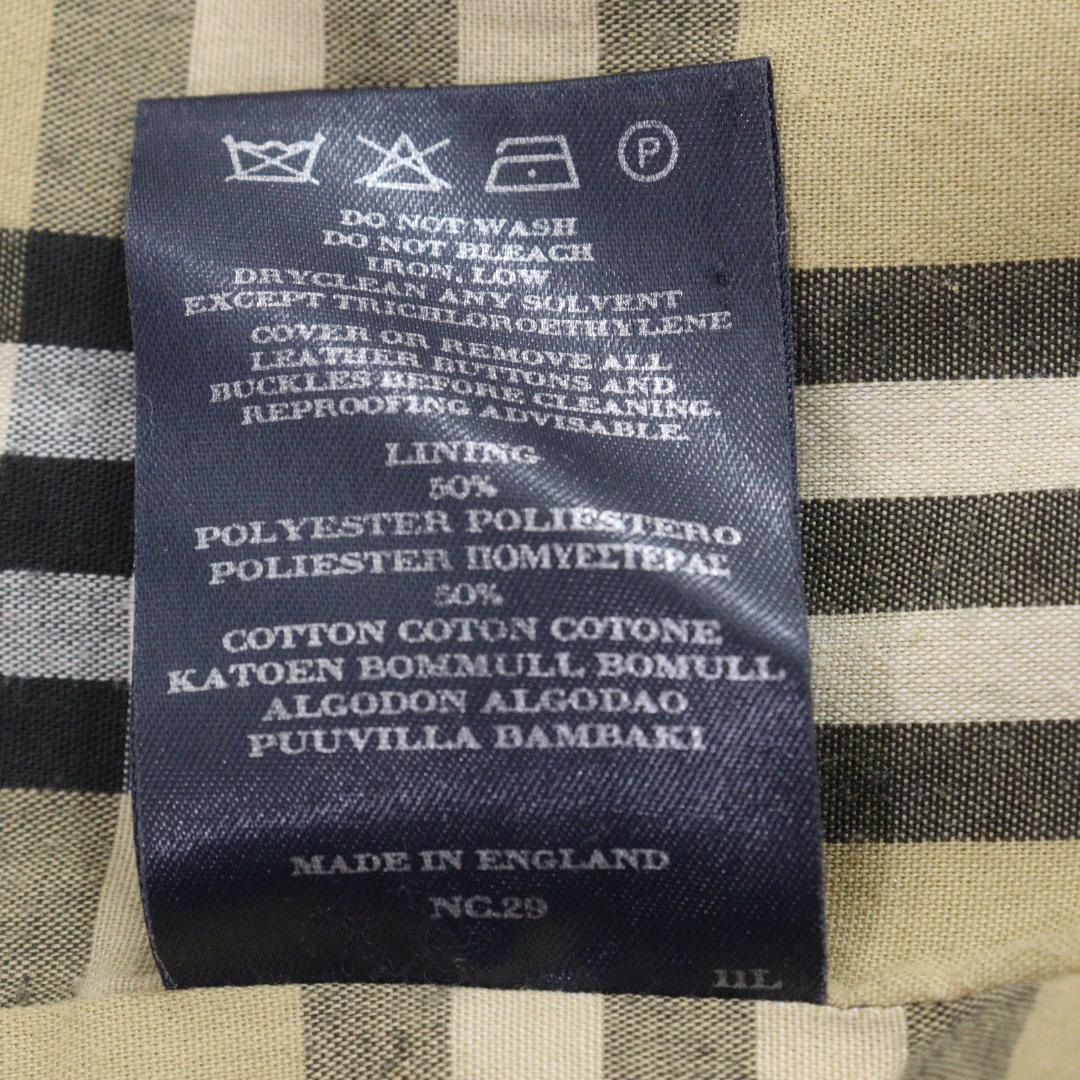 P
DO NOT WASH
DO NOT BLEACH
IRON, LOW
DRYCLEAN ANY SOLVENT
EXCEPT TRICHLOROETHYLENE
COVER OR REMOVE ALL
LEATHER BUTTONS AND
BUCKLES BEFORE CLEANING.
REPROOFING ADVISABLE.
LINING
50%
POLYESTER POLIESTERO
POLIESTER ΠΟΜΥΕΣΤΕΡΑΣ
50%
COTTON COTON COTONE
KATOEN BOMMULL BOMULL
ALGODON ALGODAO
PUUVILLA BAMBAKI
MADE IN ENGLAND
NC.29
11L